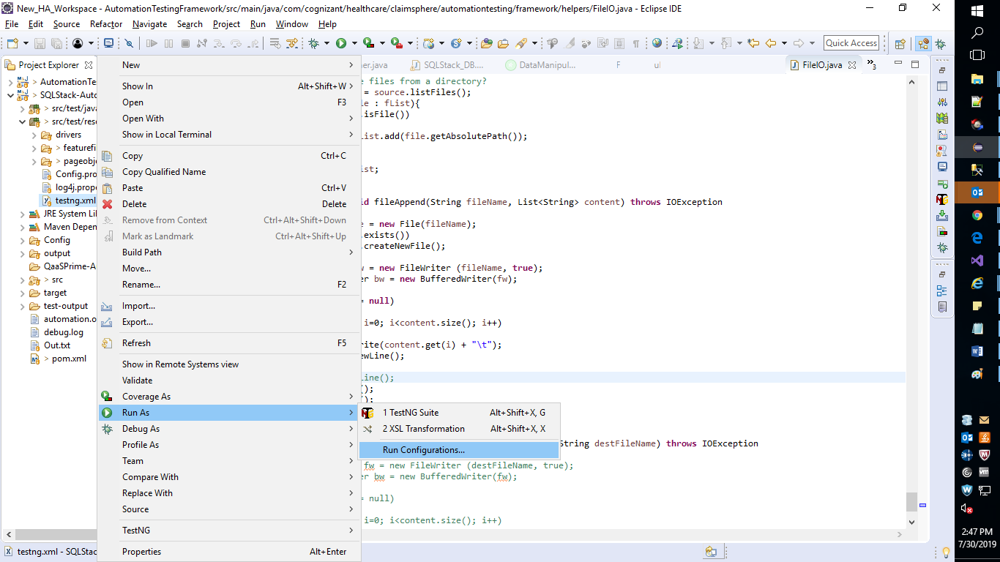 New_HA_Workspace - AutomationTestingFramework/src/main/java/com/cognizant/healthcare/claimsphere/automationtesting/framework/helpers/FileIO.java - Eclipse IDE
File Edit Source Refactor Navigate Search Project Run Window Help
Quick Access
Project Explorer
ner.java
SQLStack_DB....
DataManipul...
F
ul
FileIO.java
3
> AutomationTe
> SQLStack-Auto
> src/test/java
> src/test/reso
drivers
> featurefi
> pageobje
Config.prop
log4j.prope
testng.xml
JRE System Lib
Maven Depen
Config
output
QaaSPrime-A
> src
target
test-output
automation.o
debug.log
Out.txt
> pom.xml
New
Show In Alt+Shift+W
Open F3
Open With
Show in Local Terminal
Copy Ctrl+C
Copy Qualified Name
Paste Ctrl+V
Delete Delete
Remove from Context Ctrl+Alt+Shift+Down
Mark as Landmark Ctrl+Alt+Shift+Up
Build Path
Move...
Rename... F2
Import...
Export...
Refresh F5
Show in Remote Systems view
Validate
Coverage As
Run As
Debug As
Profile As
Team
Compare With
Replace With
Source
TestNG
Properties Alt+Enter
1 TestNG Suite Alt+Shift+X, G
2 XSL Transformation Alt+Shift+X, X
Run Configurations...
e files from a directory?
= source.listFiles();
le : fList){
.isFile())
ist.add(file.getAbsolutePath());
ist;
id fileAppend(String fileName, List<String> content) throws IOException
e = new File(fileName);
.exists())
.createNewFile();
w = new FileWriter (fileName, true);
er bw = new BufferedWriter(fw);
= null)
i=0; i<content.size(); i++)
rite(content.get(i) + "\t");
ewLine();
Line();
();
();
String destFileName) throws IOException
fw = new FileWriter (destFileName, true);
er bw = new BufferedWriter(fw);
= null)
i=0; i<content.size(); i++)
testng.xml - SQLStac
2:47 PM
7/30/2019